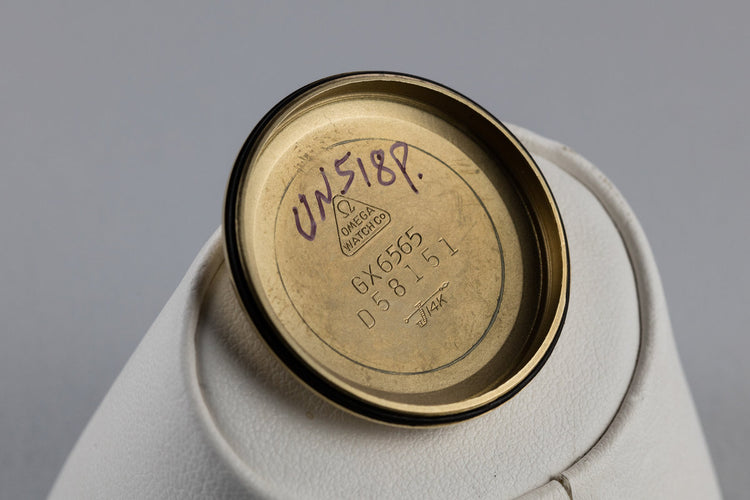 UN518P.
Ω
OMEGA
WATCH CO
GX6565
D58151
14K